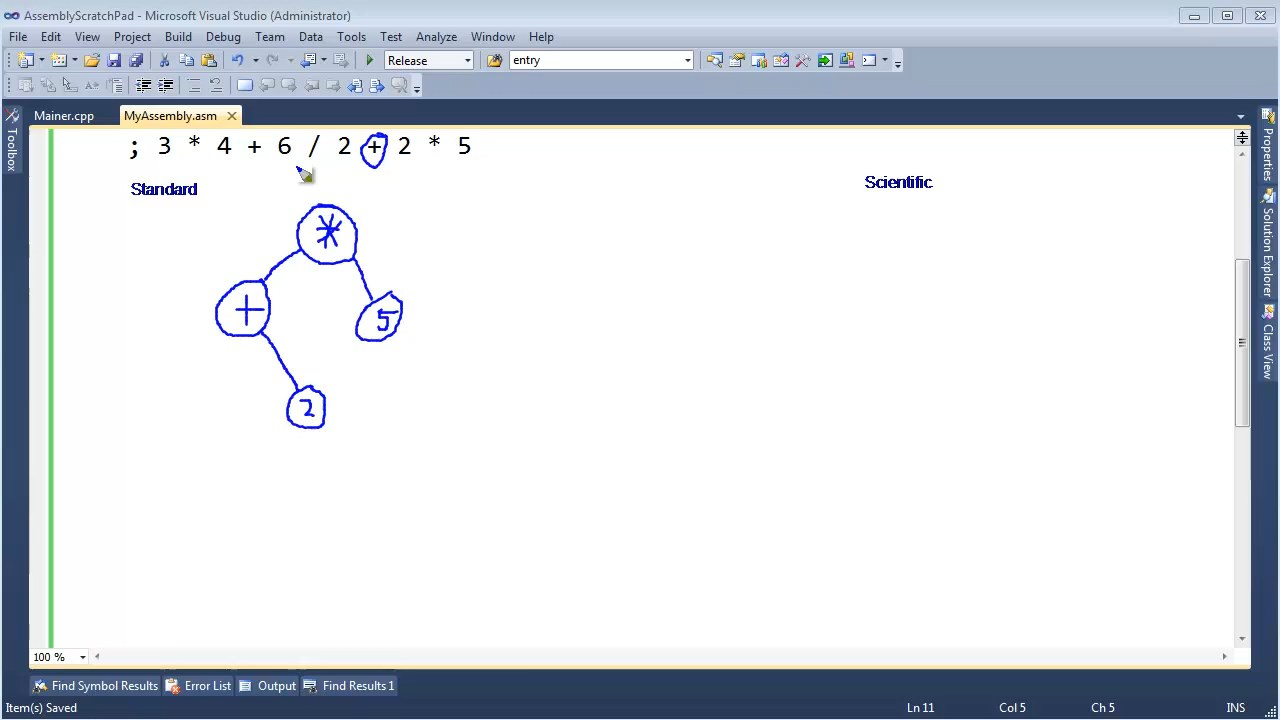 AssemblyScratchPad - Microsoft Visual Studio (Administrator)
File Edit View Project Build Debug Team Data Tools Test Analyze Window Help
Release entry
Mainer.cpp MyAssembly.asm
; 3 * 4 + 6 / 2 + 2 * 5
Standard
Scientific
*
+
5
2
Toolbox
Properties
Solution Explorer
Class View
100 %
Find Symbol Results Error List Output Find Results 1
Item(s) Saved Ln 11 Col 5 Ch 5 INS